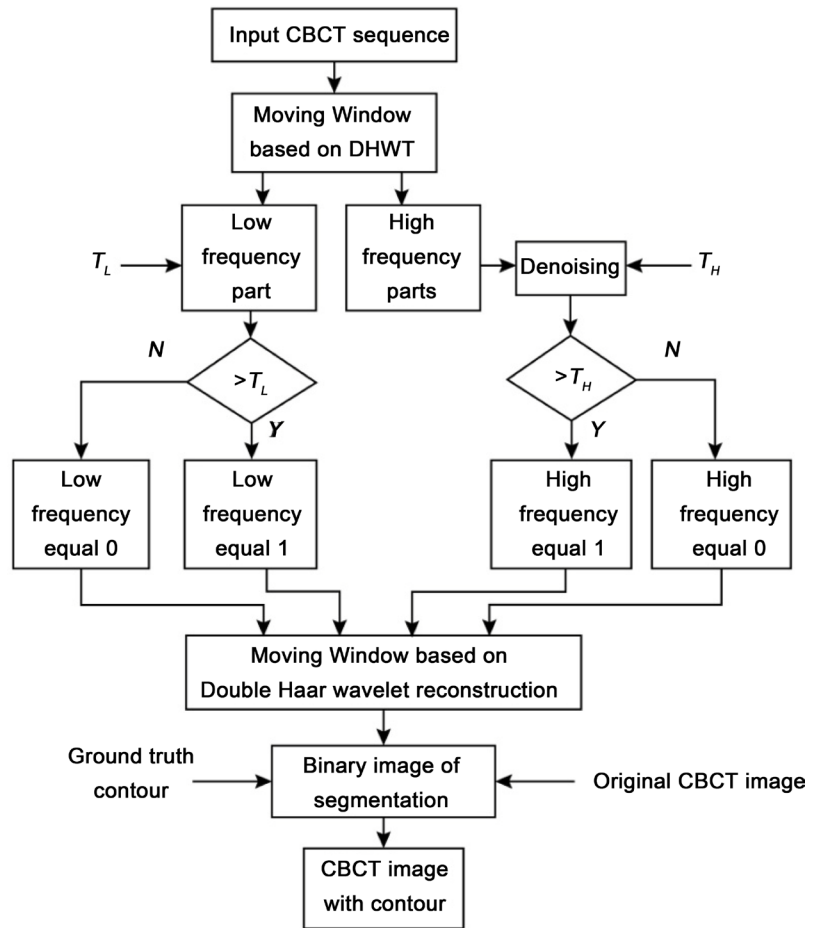 Input CBCT sequence
Moving Window
based on DHWT
Low
frequency
part
High
frequency
parts
T_L
Denoising
T_H
N
>T_L
Y
>T_H
N
Y
Low
frequency
equal 0
Low
frequency
equal 1
High
frequency
equal 1
High
frequency
equal 0
Moving Window based on
Double Haar wavelet reconstruction
Ground truth
contour
Binary image of
segmentation
Original CBCT image
CBCT image
with contour